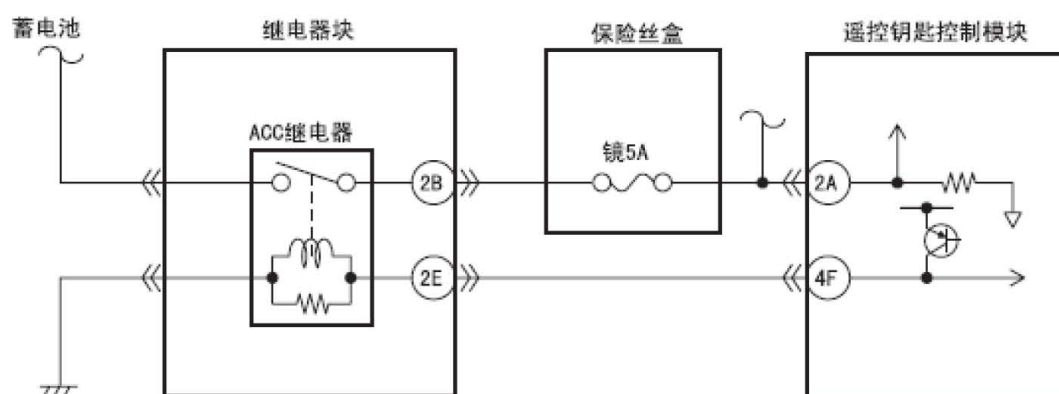 蓄电池
继电器块
保险丝盒
遥控钥匙控制模块
ACC继电器
镜5A
2B
2A
2E
4F